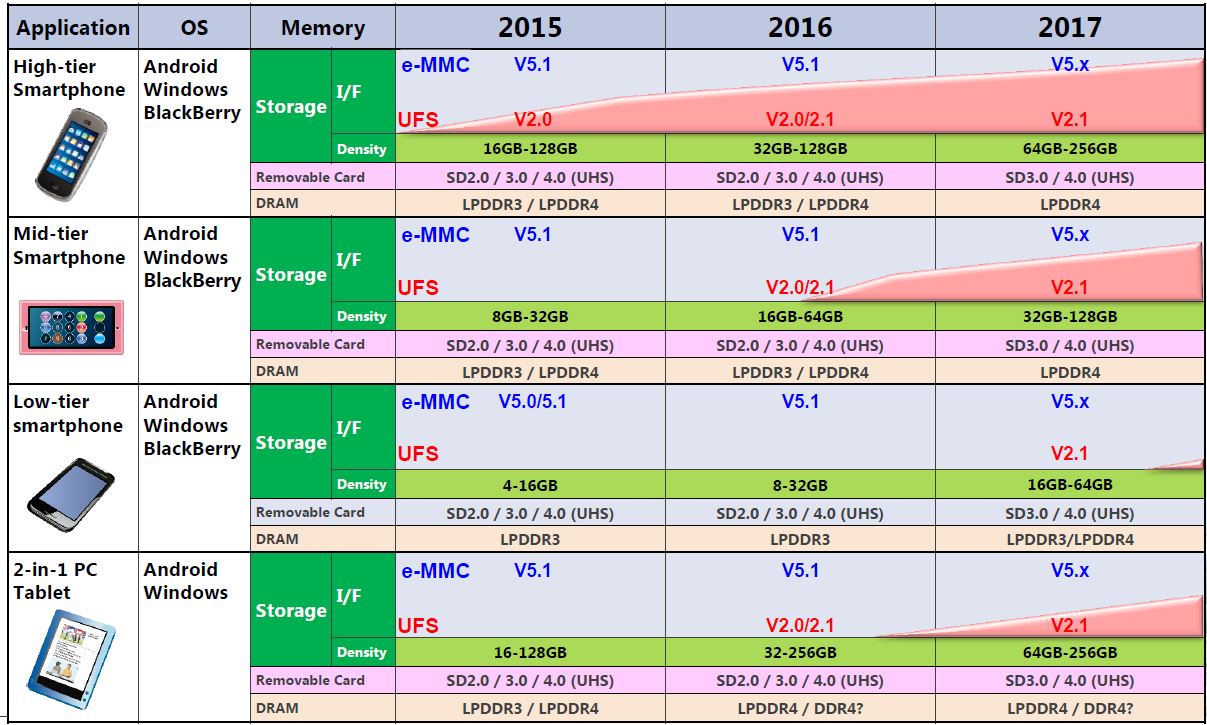 Application OS Memory 2015 2016 2017
High-tier Smartphone Android Windows BlackBerry Storage I/F e-MMC V5.1 V5.1 V5.x
UFS V2.0 V2.0/2.1 V2.1
Density 16GB-128GB 32GB-128GB 64GB-256GB
Removable Card SD2.0 / 3.0 / 4.0 (UHS) SD2.0 / 3.0 / 4.0 (UHS) SD3.0 / 4.0 (UHS)
DRAM LPDDR3 / LPDDR4 LPDDR3 / LPDDR4 LPDDR4
Mid-tier Smartphone Android Windows BlackBerry Storage I/F e-MMC V5.1 V5.1 V5.x
UFS V2.0/2.1 V2.1
Density 8GB-32GB 16GB-64GB 32GB-128GB
Removable Card SD2.0 / 3.0 / 4.0 (UHS) SD2.0 / 3.0 / 4.0 (UHS) SD3.0 / 4.0 (UHS)
DRAM LPDDR3 / LPDDR4 LPDDR3 / LPDDR4 LPDDR4
Low-tier smartphone Android Windows BlackBerry Storage I/F e-MMC V5.0/5.1 V5.1 V5.x
UFS V2.1
Density 4-16GB 8-32GB 16GB-64GB
Removable Card SD2.0 / 3.0 / 4.0 (UHS) SD2.0 / 3.0 / 4.0 (UHS) SD3.0 / 4.0 (UHS)
DRAM LPDDR3 LPDDR3 LPDDR3/LPDDR4
2-in-1 PC Tablet Android Windows Storage I/F e-MMC V5.1 V5.1 V5.x
UFS V2.0/2.1 V2.1
Density 16-128GB 32-256GB 64GB-256GB
Removable Card SD2.0 / 3.0 / 4.0 (UHS) SD2.0 / 3.0 / 4.0 (UHS) SD3.0 / 4.0 (UHS)
DRAM LPDDR3 / LPDDR4 LPDDR4 / DDR4? LPDDR4 / DDR4?